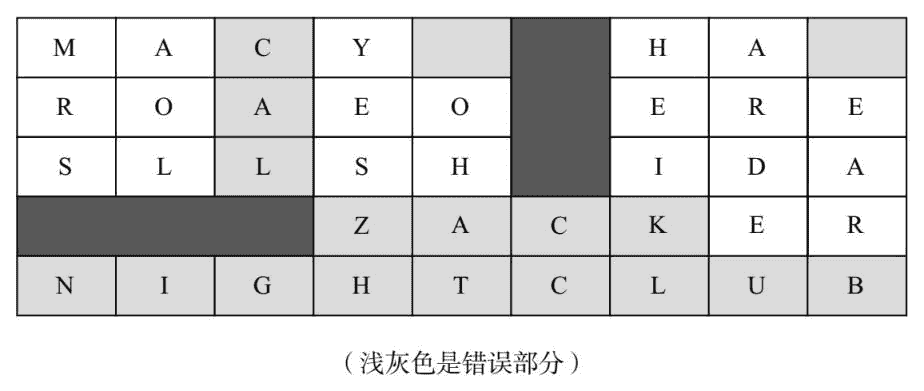 M A C Y H A
R O A E O E R E
S L L S H I D A
Z A C K E R
N I G H T C L U B
（浅灰色是错误部分）